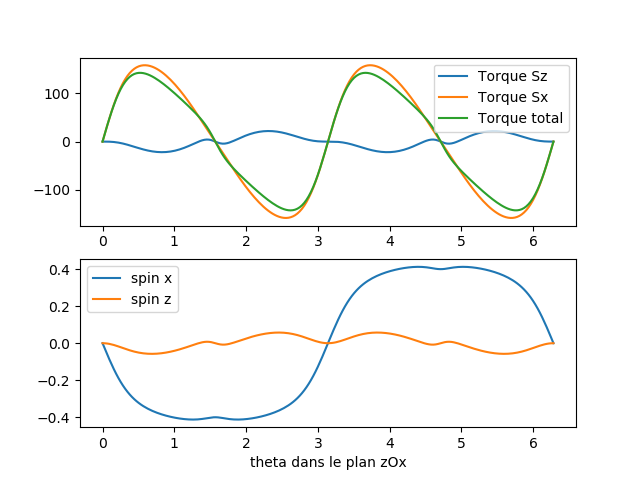 100
0
−100
Torque Sz
Torque Sx
Torque total
0 1 2 3 4 5 6
0.4
0.2
0.0
−0.2
−0.4
spin x
spin z
0 1 2 3 4 5 6
theta dans le plan zOx